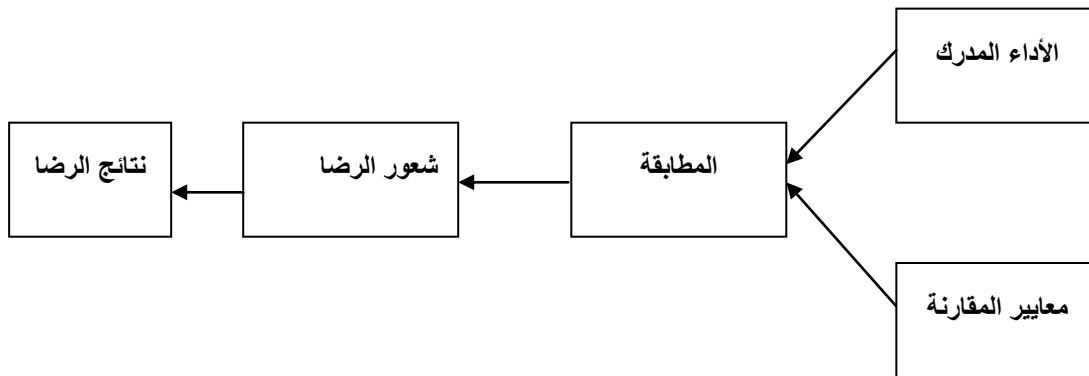 الأداء المدرك
المطابقة
شعور الرضا
نتائج الرضا
معايير المقارنة